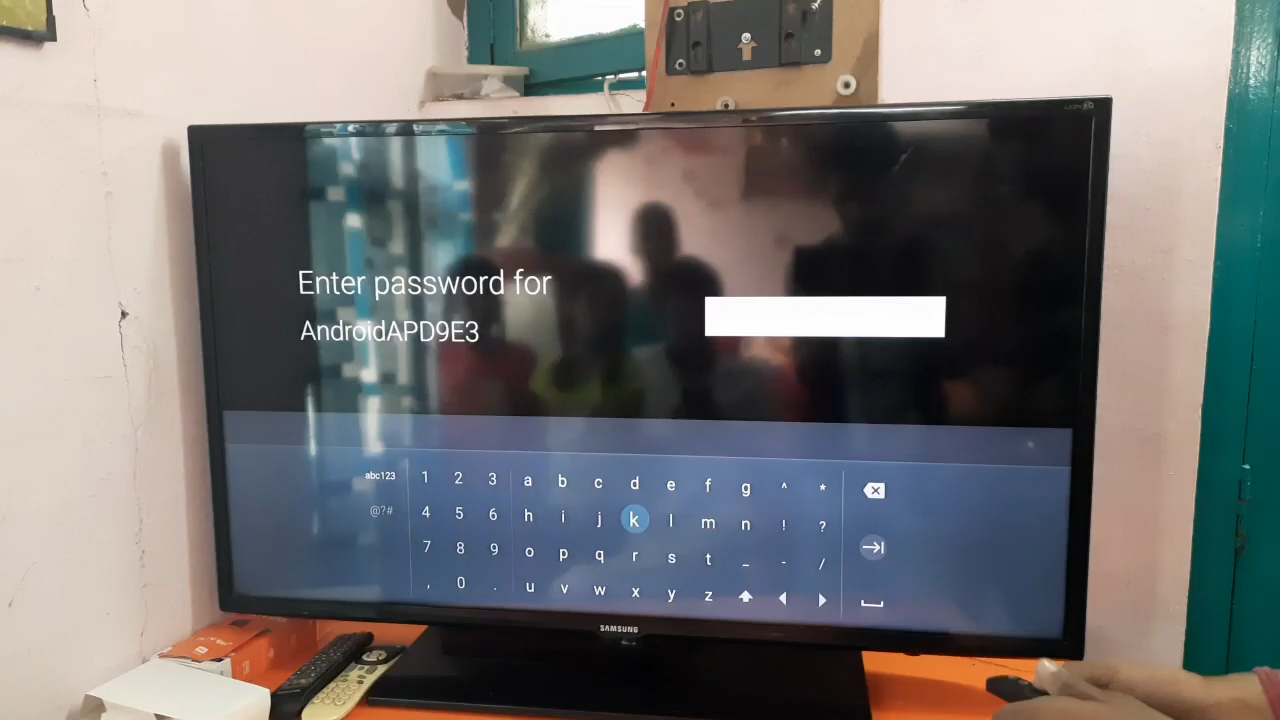 Enter password for
AndroidAPD9E3
abc123 1 2 3 a b c d e f g ^ *
@?# 4 5 6 h i j k l m n ! ?
7 8 9 o p q r s t _ - /
, 0 . u v w x y z
SAMSUNG